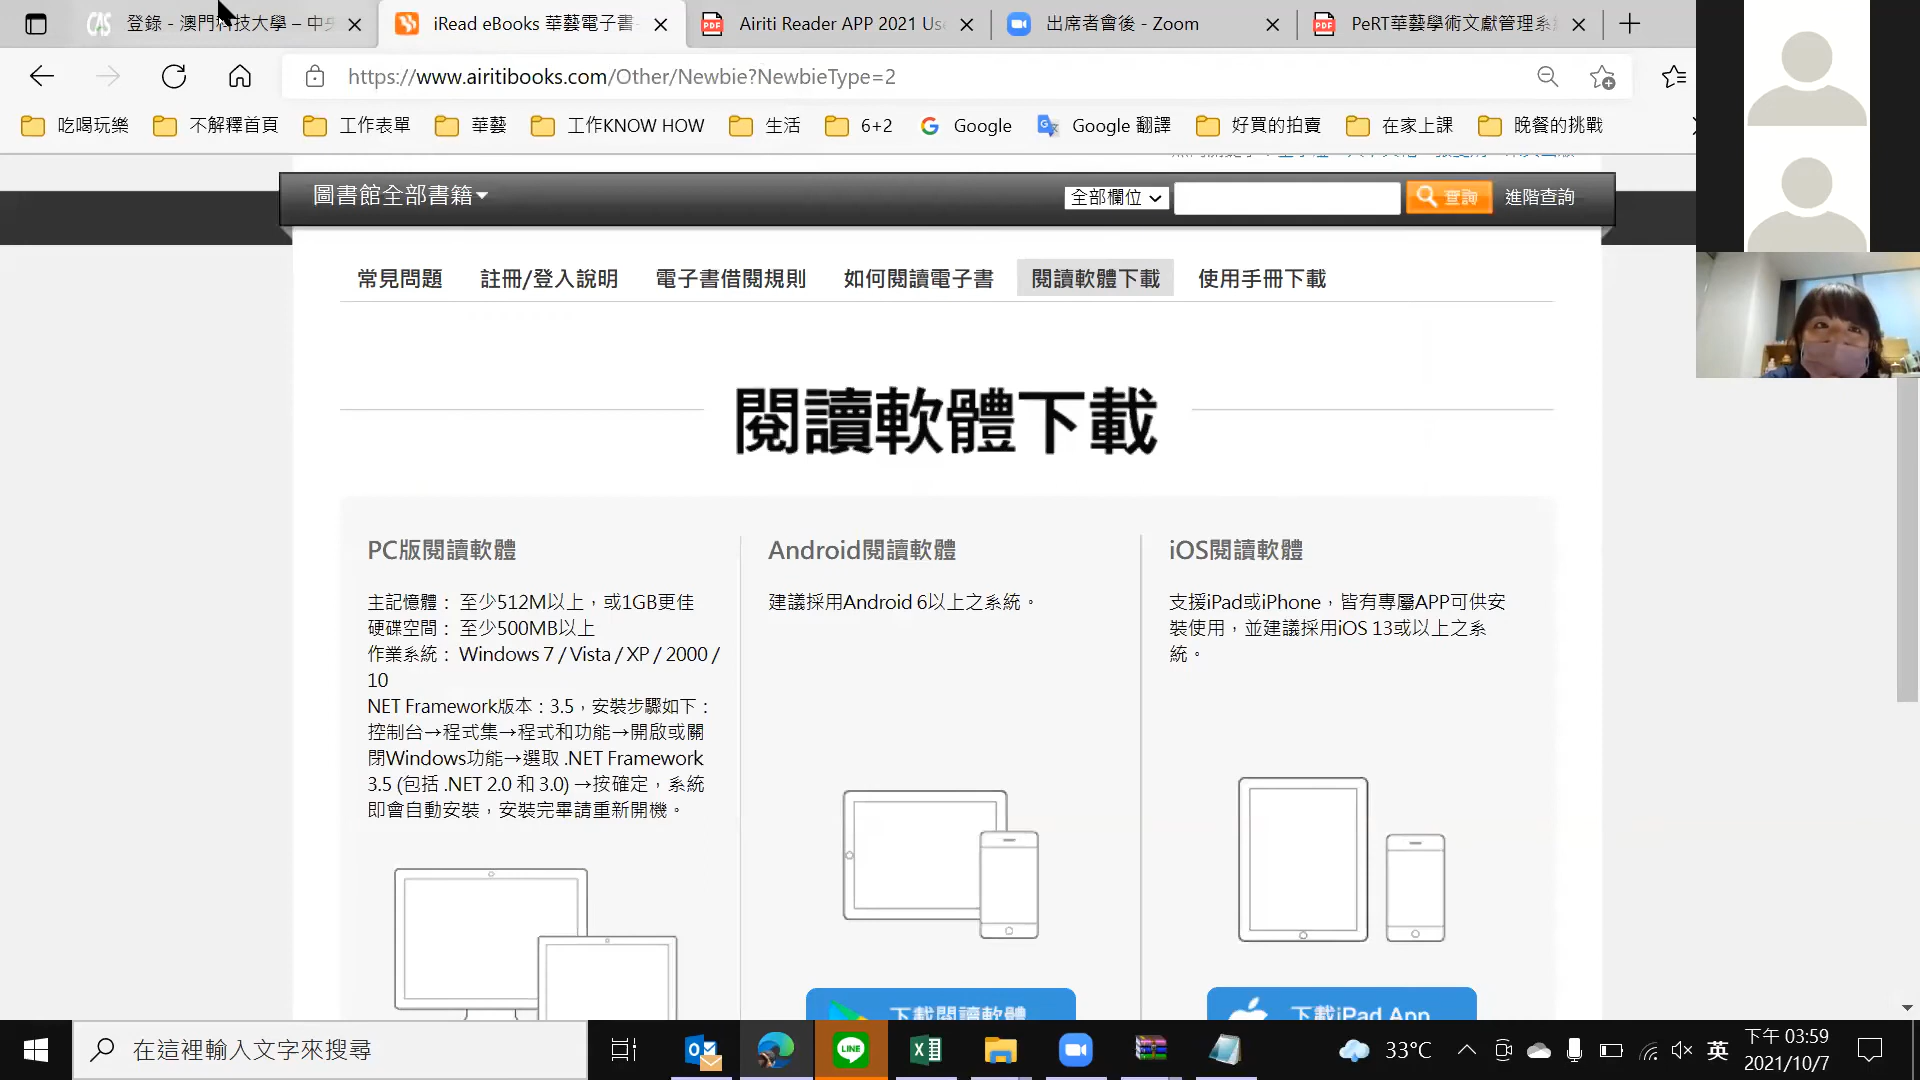 登錄 - 澳門科技大學 – 中央
iRead eBooks 華藝電子書-
Airiti Reader APP 2021 Us
出席者會後 - Zoom
PeRT華藝學術文獻管理系
https://www.airitibooks.com/Other/Newbie?NewbieType=2
吃喝玩樂
不解釋首頁
工作表單
華藝
工作KNOW HOW
生活
6+2
Google
Google 翻譯
好買的拍賣
在家上課
晚餐的挑戰
圖書館全部書籍
全部欄位
查詢
進階查詢
常見問題
註冊/登入說明
電子書借閱規則
如何閱讀電子書
閱讀軟體下載
使用手冊下載
閱讀軟體下載
PC版閱讀軟體
主記憶體： 至少512M以上，或1GB更佳
硬碟空間： 至少500MB以上
作業系統： Windows 7 / Vista / XP / 2000 /
10
NET Framework版本：3.5，安裝步驟如下：
控制台→程式集→程式和功能→開啟或關
閉Windows功能→選取 .NET Framework
3.5 (包括 .NET 2.0 和 3.0) →按確定，系統
即會自動安裝，安裝完畢請重新開機。
Android閱讀軟體
建議採用Android 6以上之系統。
iOS閱讀軟體
支援iPad或iPhone，皆有專屬APP可供安
裝使用，並建議採用iOS 13或以上之系
統。
下載閱讀軟體
下載iPad App
在這裡輸入文字來搜尋
LINE
33°C
英
下午 03:59
2021/10/7